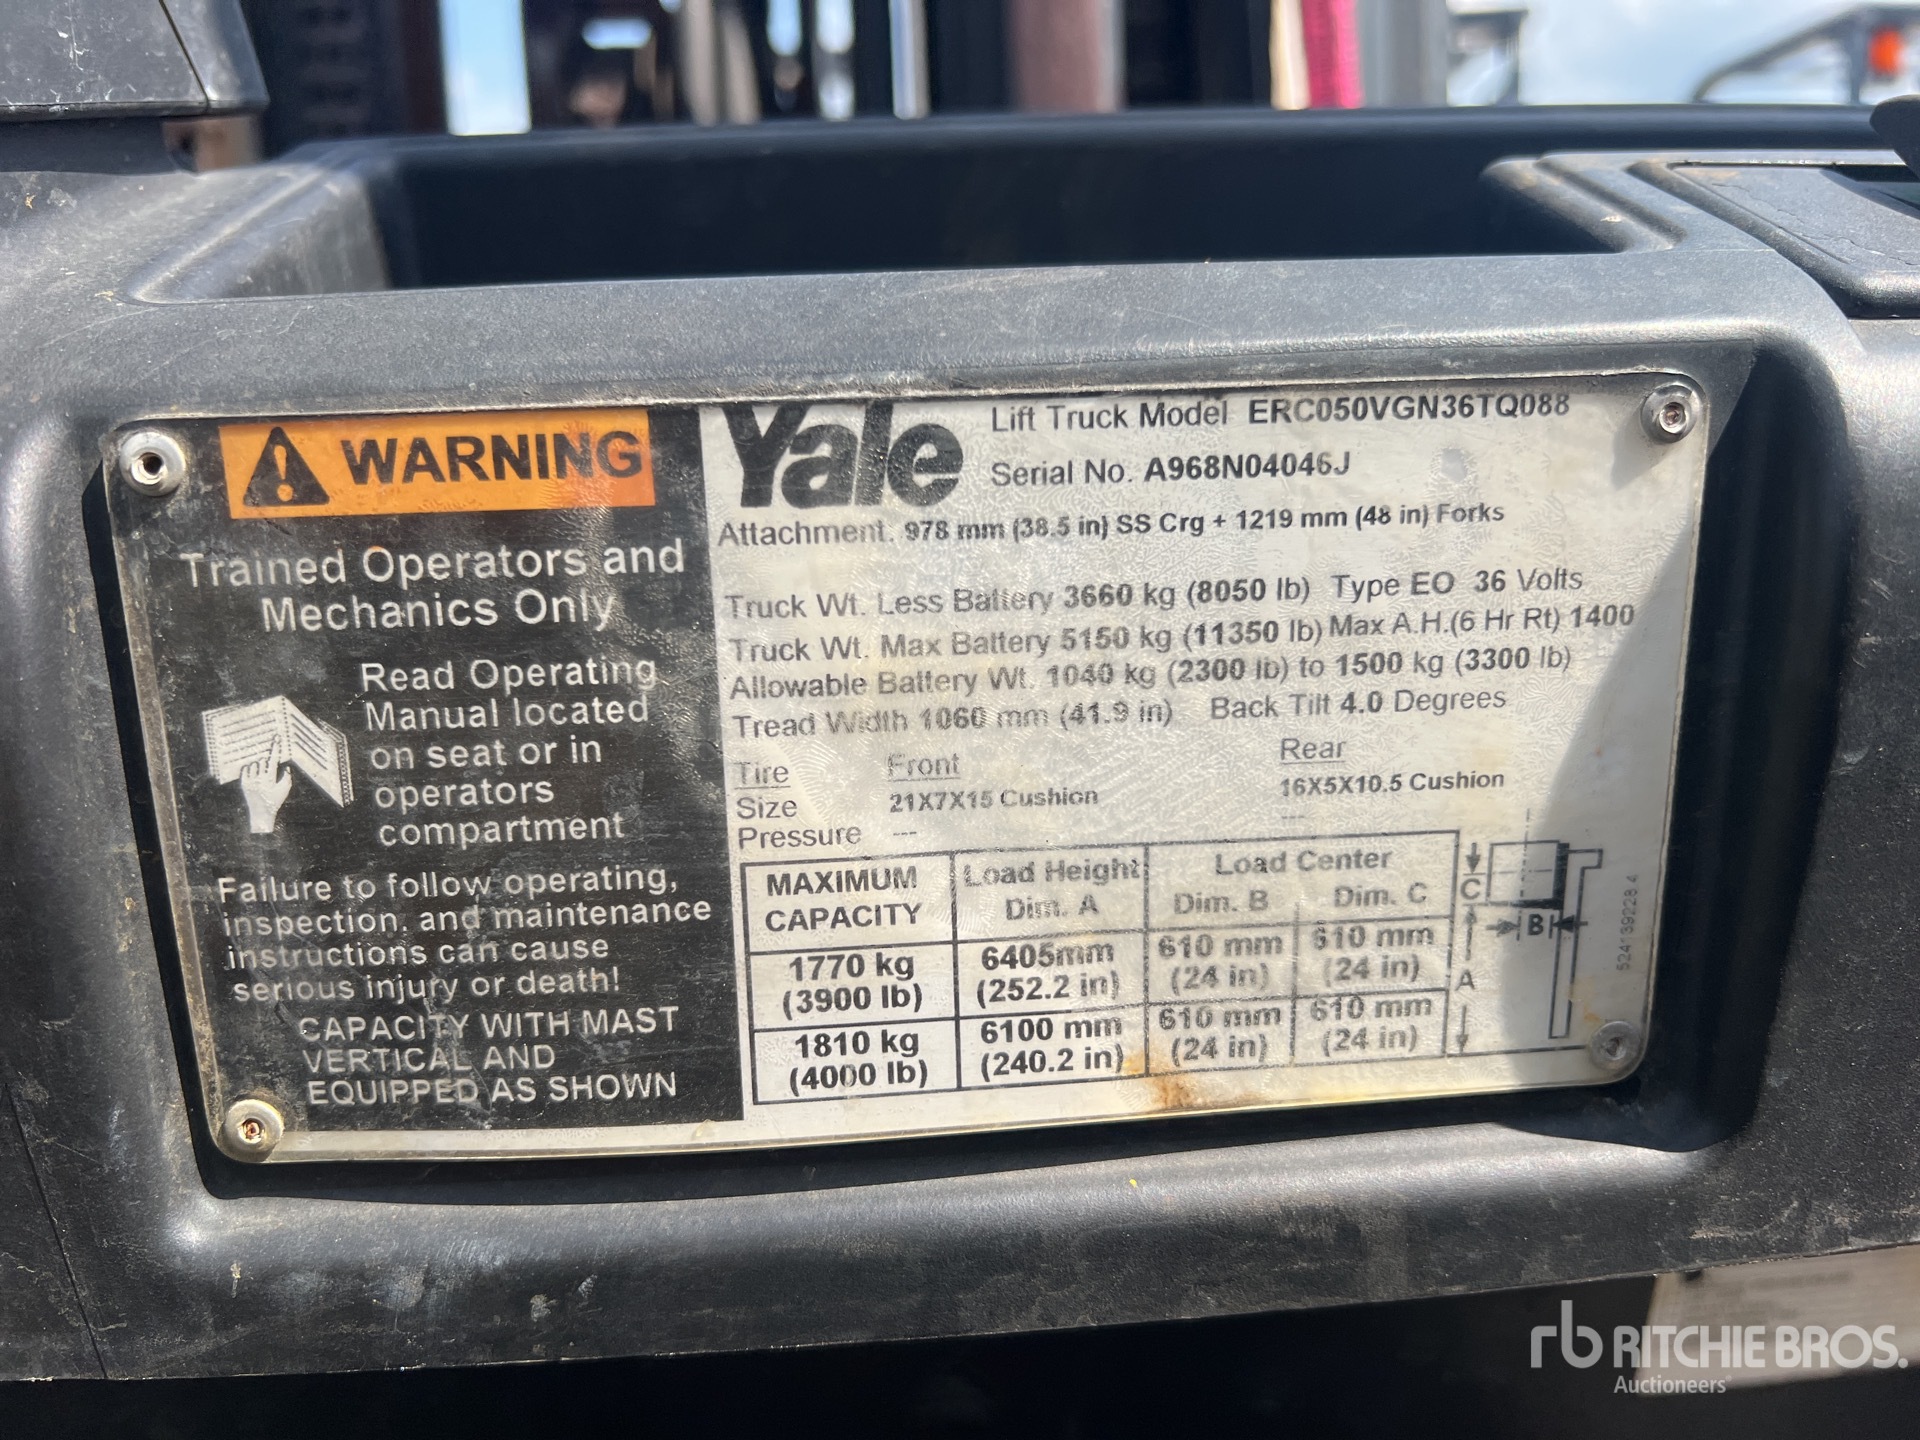 WARNING
Trained Operators and
Mechanics Only
Read Operating
Manual located
on seat or in
operators
compartment
Failure to follow operating,
inspection, and maintenance
instructions can cause
serious injury or death!
CAPACITY WITH MAST
VERTICAL AND
EQUIPPED AS SHOWN
Yale
Lift Truck Model ERC050VGN36TQ088
Serial No. A968N04046J
Attachment. 978 mm (38.5 in) SS Crg + 1219 mm (48 in) Forks
Truck Wt. Less Battery 3660 kg (8050 lb) Type EO 36 Volts
Truck Wt. Max Battery 5150 kg (11350 lb) Max A.H.(6 Hr Rt) 1400
Allowable Battery Wt. 1040 kg (2300 lb) to 1500 kg (3300 lb)
Tread Width 1060 mm (41.9 in) Back Tilt 4.0 Degrees
Tire Front Rear
Size 21X7X15 Cushion 16X5X10.5 Cushion
Pressure --- ---
MAXIMUM Load Height Load Center
CAPACITY Dim. A Dim. B Dim. C
1770 kg 6405mm 610 mm 610 mm
(3900 lb) (252.2 in) (24 in) (24 in)
1810 kg 6100 mm 610 mm 610 mm
(4000 lb) (240.2 in) (24 in) (24 in)
C
B
A
524139228 4
rb RITCHIE BROS.
Auctioneers